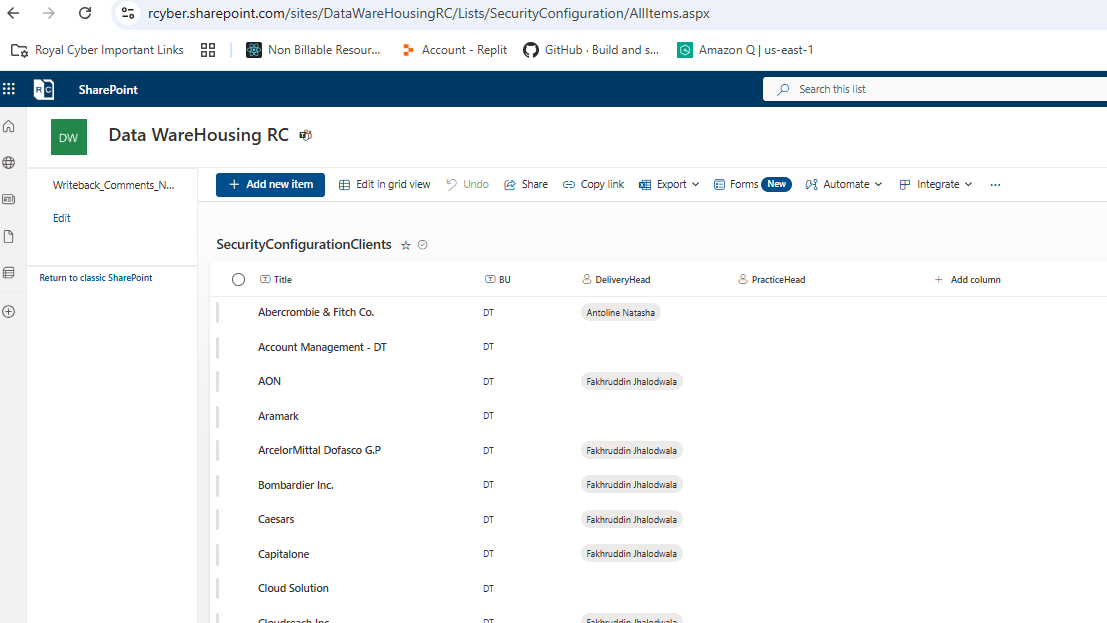 rcyber.sharepoint.com/sites/DataWareHousingRC/Lists/SecurityConfiguration/AllItems.aspx
Royal Cyber Important Links Non Billable Resour... Account - Replit GitHub · Build and s... Amazon Q | us-east-1
RC SharePoint Search this list
DW Data WareHousing RC
Writeback_Comments_N...
Edit
Return to classic SharePoint
Add new item Edit in grid view Undo Share Copy link Export Forms New Automate Integrate ...
SecurityConfigurationClients
Title BU DeliveryHead PracticeHead + Add column
Abercrombie & Fitch Co. DT Antoline Natasha
Account Management - DT DT
AON DT Fakhruddin Jhalodwala
Aramark DT
ArcelorMittal Dofasco G.P DT Fakhruddin Jhalodwala
Bombardier Inc. DT Fakhruddin Jhalodwala
Caesars DT Fakhruddin Jhalodwala
Capitalone DT Fakhruddin Jhalodwala
Cloud Solution DT
Cloudreach Inc DT Fakhruddin Jhalodwala